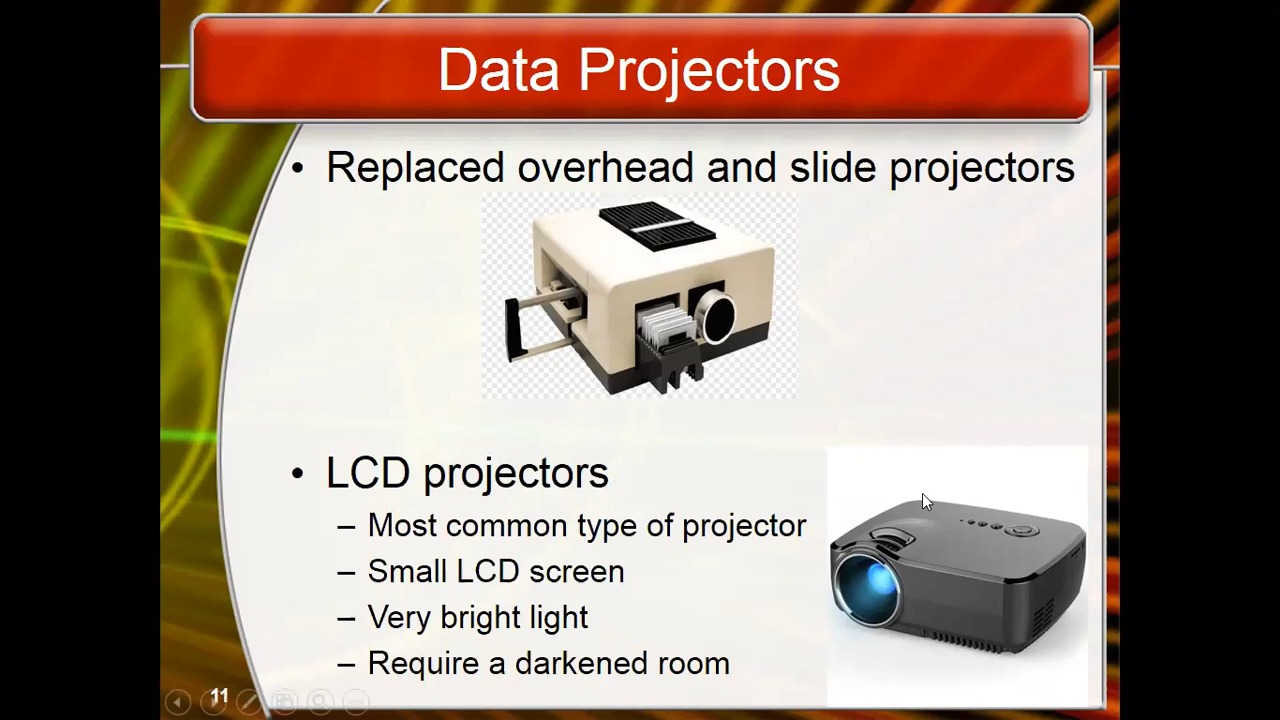 Data Projectors
• Replaced overhead and slide projectors
• LCD projectors
– Most common type of projector
– Small LCD screen
– Very bright light
– Require a darkened room
11